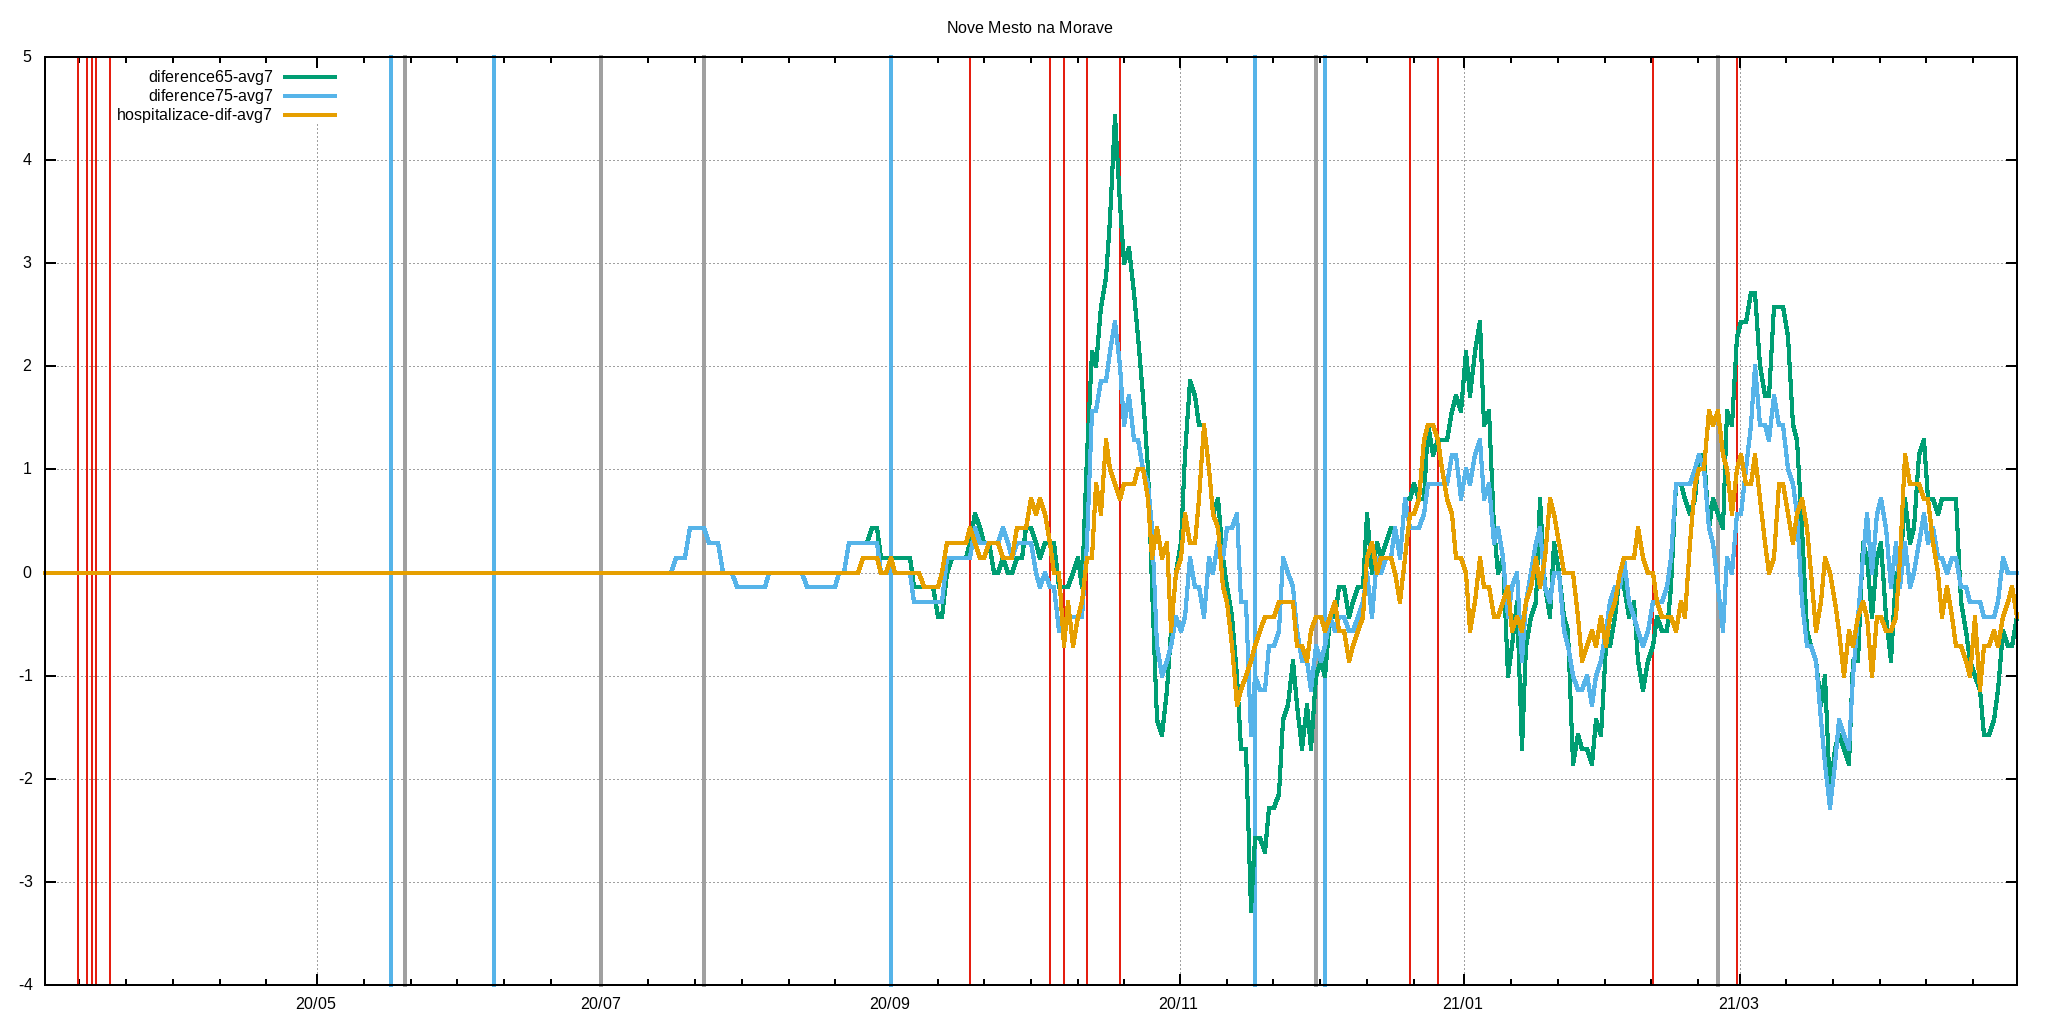 Nove Mesto na Morave
diference65-avg7
diference75-avg7
hospitalizace-dif-avg7
5
4
3
2
1
0
-1
-2
-3
-4
20/05 20/07 20/09 20/11 21/01 21/03